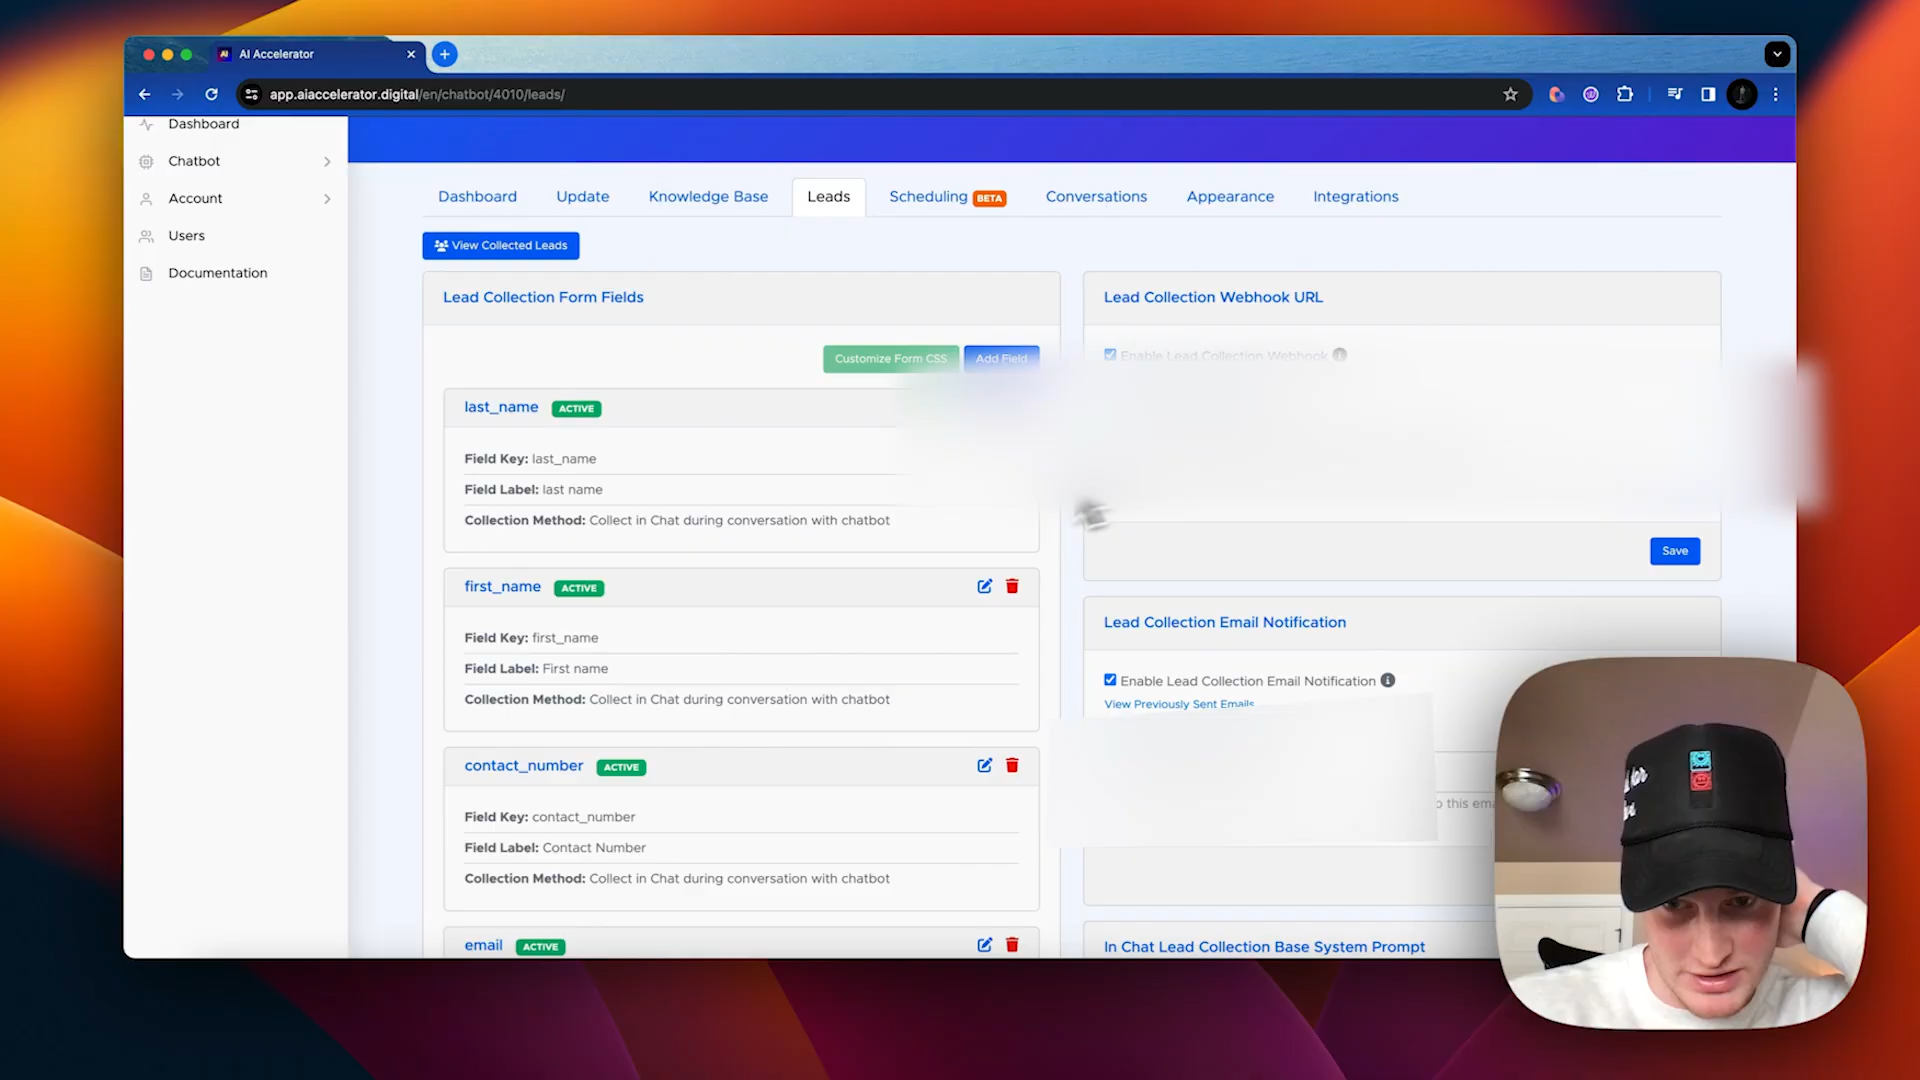 AI Accelerator
app.aiaccelerator.digital/en/chatbot/4010/leads/
Dashboard
Chatbot
Account
Users
Documentation
Dashboard Update Knowledge Base Leads Scheduling BETA Conversations Appearance Integrations
View Collected Leads
Lead Collection Form Fields
Customize Form CSS Add Field
last_name ACTIVE
Field Key: last_name
Field Label: last name
Collection Method: Collect in Chat during conversation with chatbot
first_name ACTIVE
Field Key: first_name
Field Label: First name
Collection Method: Collect in Chat during conversation with chatbot
contact_number ACTIVE
Field Key: contact_number
Field Label: Contact Number
Collection Method: Collect in Chat during conversation with chatbot
email ACTIVE
Lead Collection Webhook URL
Enable Lead Collection Webhook
Save
Lead Collection Email Notification
Enable Lead Collection Email Notification
View Previously Sent Emails
this
In Chat Lead Collection Base System Prompt